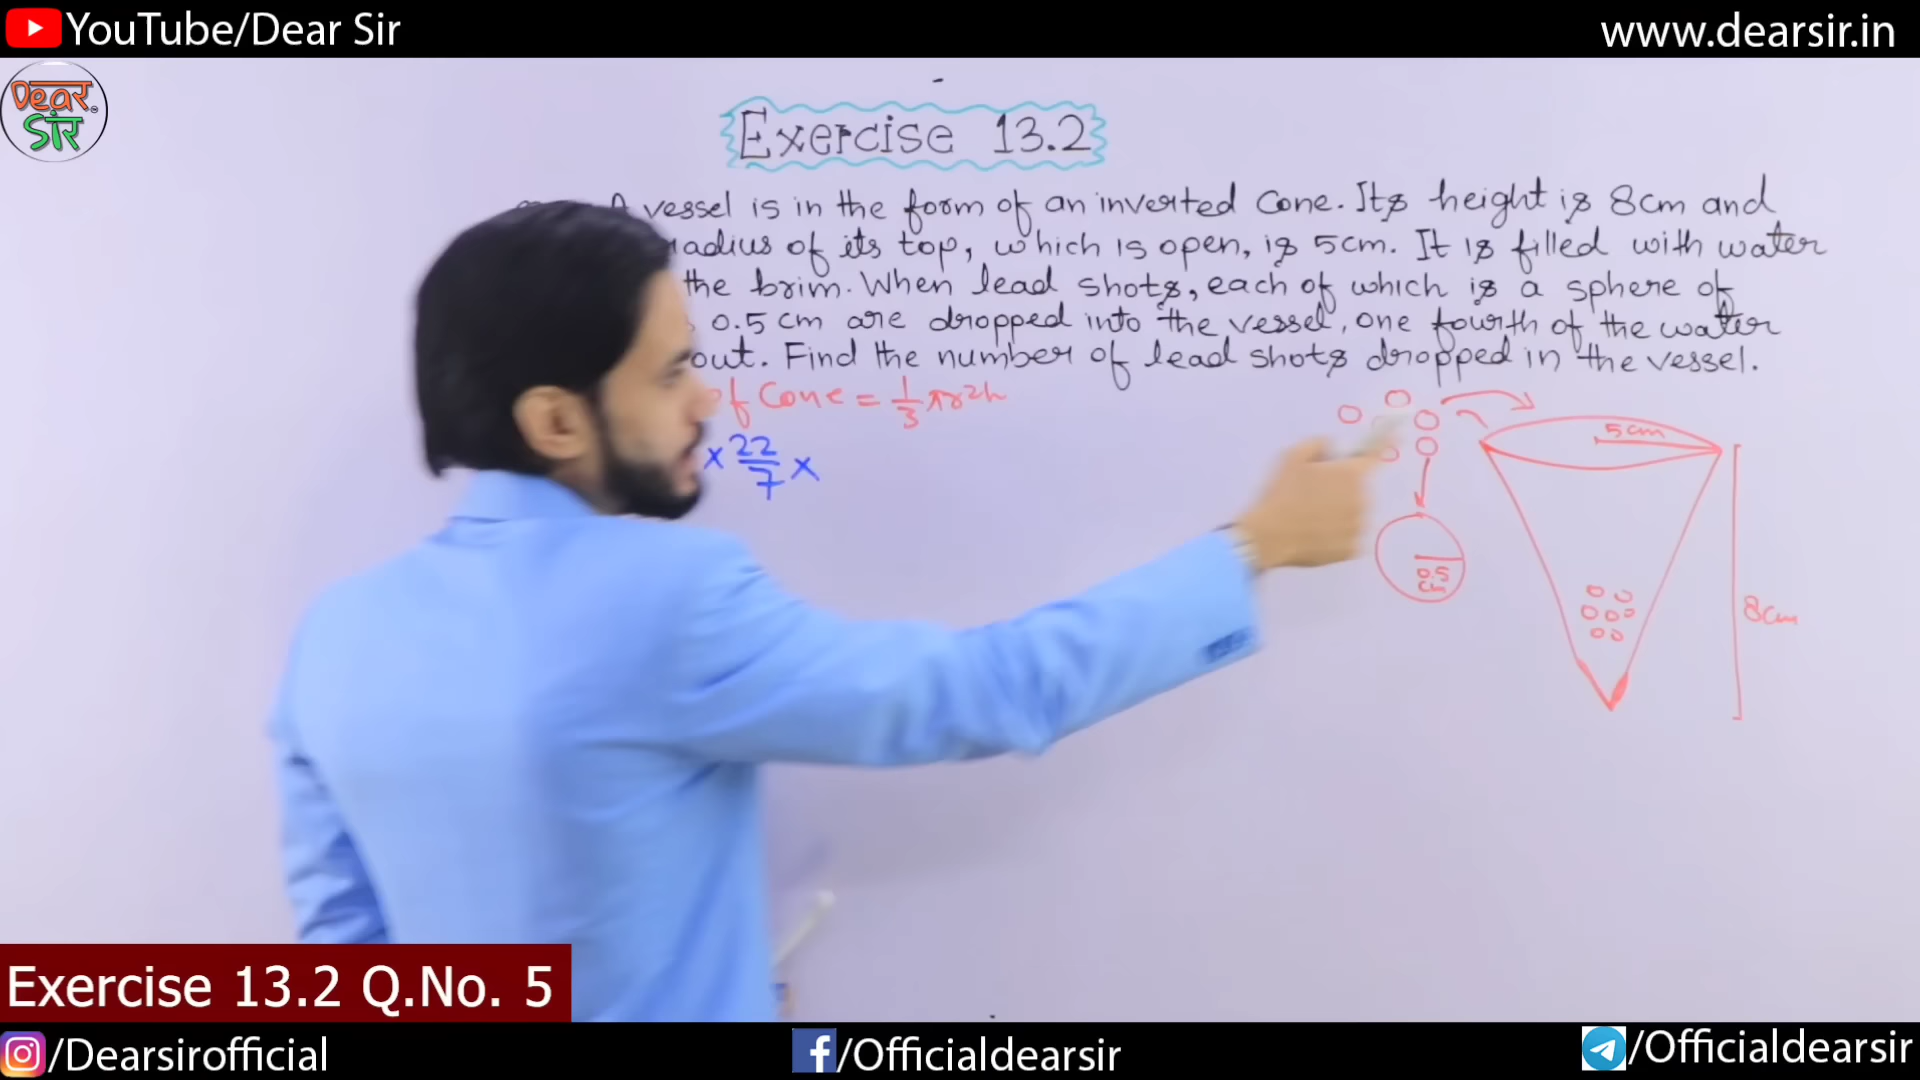 YouTube/Dear Sir
www.dearsir.in
Dear
सर
Exercise 13.2
vessel is in the form of an inverted Cone. Its height is 8cm and
radius of its top, which is open, is 5cm. It is filled with water
the brim. When lead shots, each of which is a sphere of
0.5 cm are dropped into the vessel, one fourth of the water
out. Find the number of lead shots dropped in the vessel.
of Cone = 1/3 πr2h
x 22/7 x
5cm
0.5 cm
8cm
Exercise 13.2 Q.No. 5
/Dearsirofficial
/Officialdearsir
/Officialdearsir